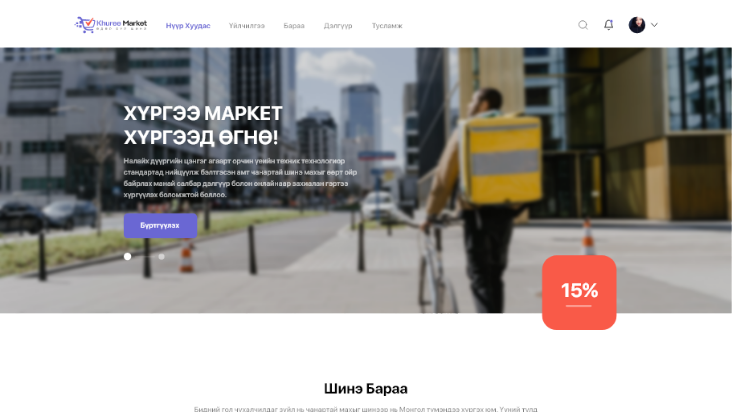 Khuree Market
Нүүр Хуудас
Үйлчилгээ
Бараа
Дэлгүүр
Тусламж
ХҮРГЭЭ МАРКЕТ
ХҮРГЭЭД ӨГНӨ!
Налайх дүүргийн цэнгэг агаарт орчин үеийн техник технологиор
стандартад нийцүүлж бэлтгэсэн амт чанартай шинэ махыг өөрт ойр
байрлах манай салбар дэлгүүр болон онлайнаар захиалан гэртээ
хүргүүлэх боломжтой боллоо.
Бүртгүүлэх
15%
Шинэ Бараа
Бидний гол чухалчилдаг зүйл нь чанартай махыг шинээр нь Монгол түмэндээ хүргэх юм. Үүний тулд